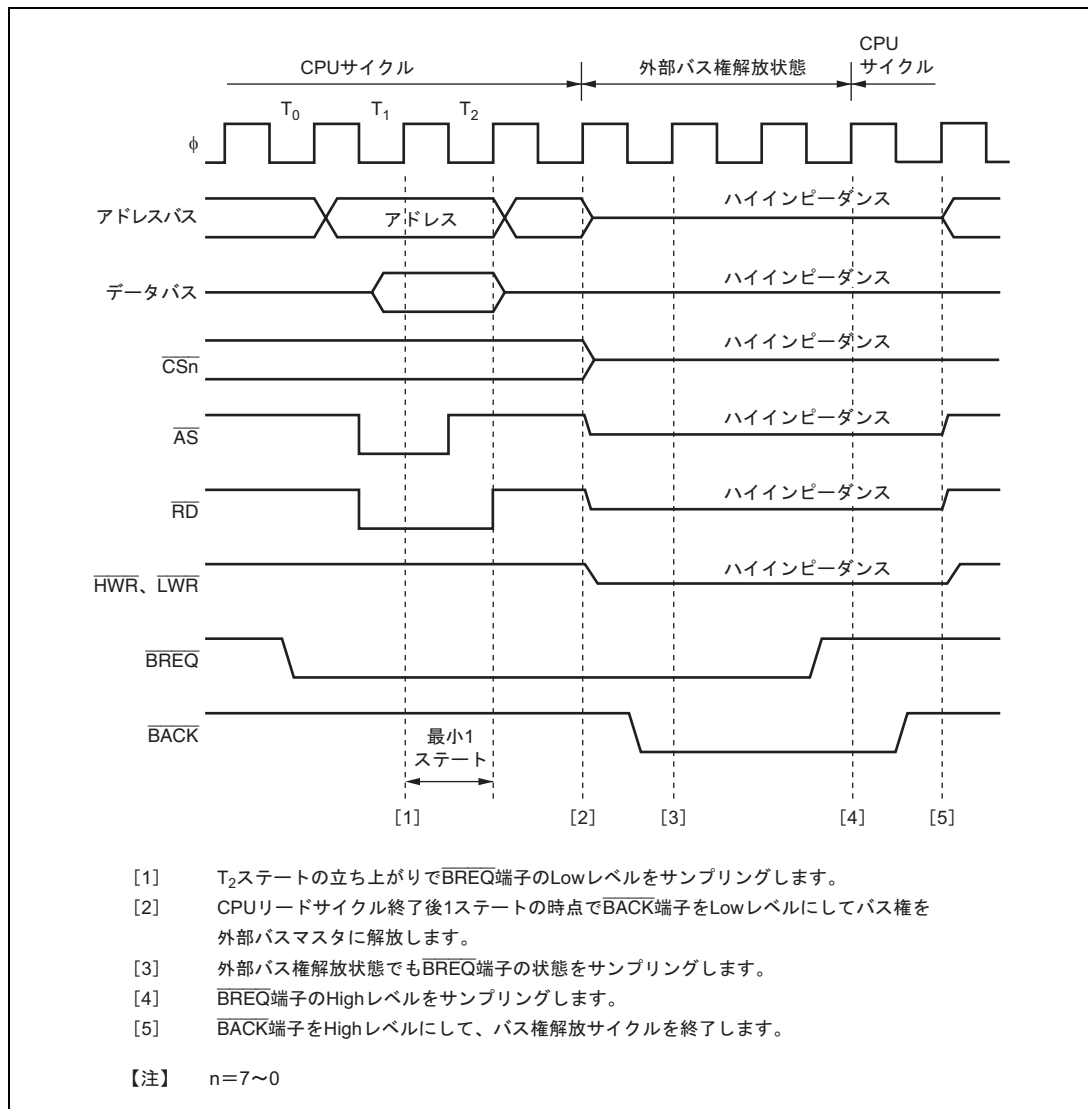 CPUサイクル
外部バス権解放状態
CPU
サイクル
T0
T1
T2
φ
アドレスバス
アドレス
ハイインピーダンス
データバス
ハイインピーダンス
CSn
ハイインピーダンス
AS
ハイインピーダンス
RD
ハイインピーダンス
HWR、LWR
ハイインピーダンス
BREQ
BACK
最小1
ステート
[1]
[2]
[3]
[4]
[5]
[1] T2ステートの立ち上がりでBREQ端子のLowレベルをサンプリングします。
[2] CPUリードサイクル終了後1ステートの時点でBACK端子をLowレベルにしてバス権を
外部バスマスタに解放します。
[3] 外部バス権解放状態でもBREQ端子の状態をサンプリングします。
[4] BREQ端子のHighレベルをサンプリングします。
[5] BACK端子をHighレベルにして、バス権解放サイクルを終了します。
【注】 n=7~0